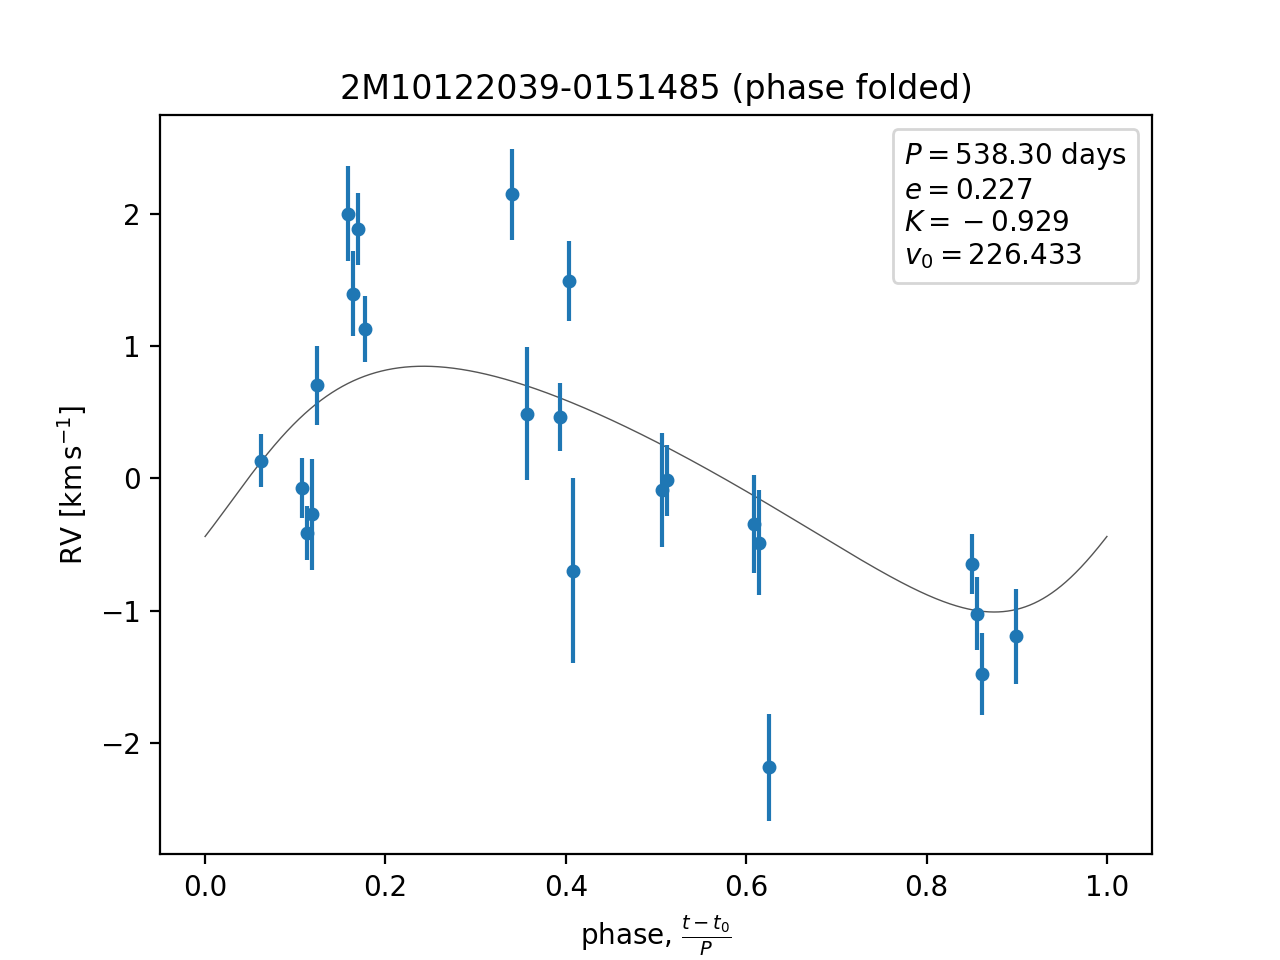 2M10122039-0151485 (phase folded)
P = 538.30 days
e = 0.227
K = −0.929
v₀ = 226.433
2
1
0
−1
−2
RV [km s⁻¹]
0.0 0.2 0.4 0.6 0.8 1.0
phase, (t − t₀)/P